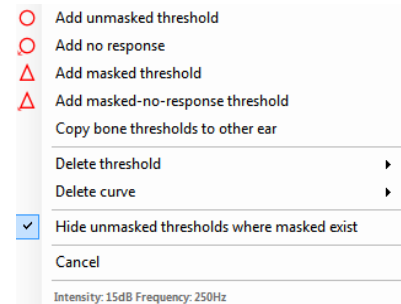 Add unmasked threshold
Add no response
Add masked threshold
Add masked-no-response threshold
Copy bone thresholds to other ear
Delete threshold
Delete curve
Hide unmasked thresholds where masked exist
Cancel
Intensity: 15dB Frequency: 250Hz